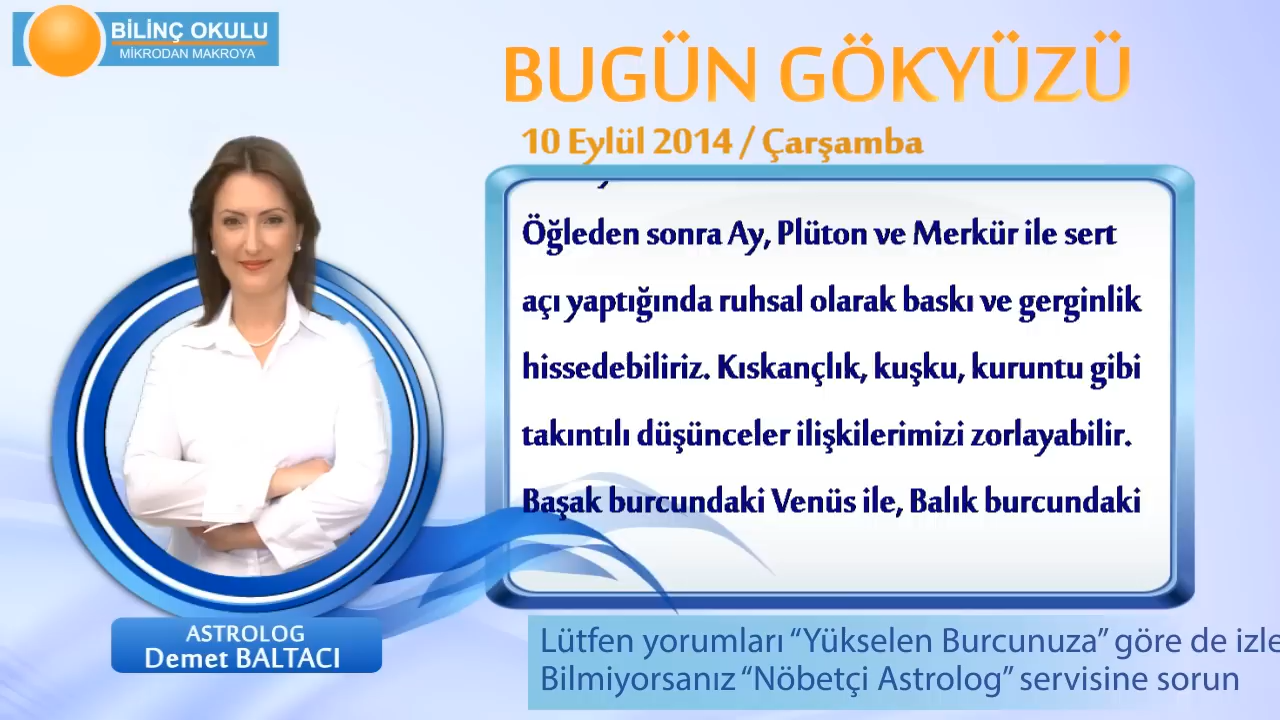 BİLİNÇ OKULU
MİKRODAN MAKROYA
BUGÜN GÖKYÜZÜ
10 Eylül 2014 / Çarşamba
Öğleden sonra Ay, Plüton ve Merkür ile sert
açı yaptığında ruhsal olarak baskı ve gerginlik
hissedebiliriz. Kıskançlık, kuşku, kuruntu gibi
takıntılı düşünceler ilişkilerimizi zorlayabilir.
Başak burcundaki Venüs ile, Balık burcundaki
ASTROLOG
Demet BALTACI
Lütfen yorumları “Yükselen Burcunuza” göre de izle
Bilmiyorsanız “Nöbetçi Astrolog” servisine sorun